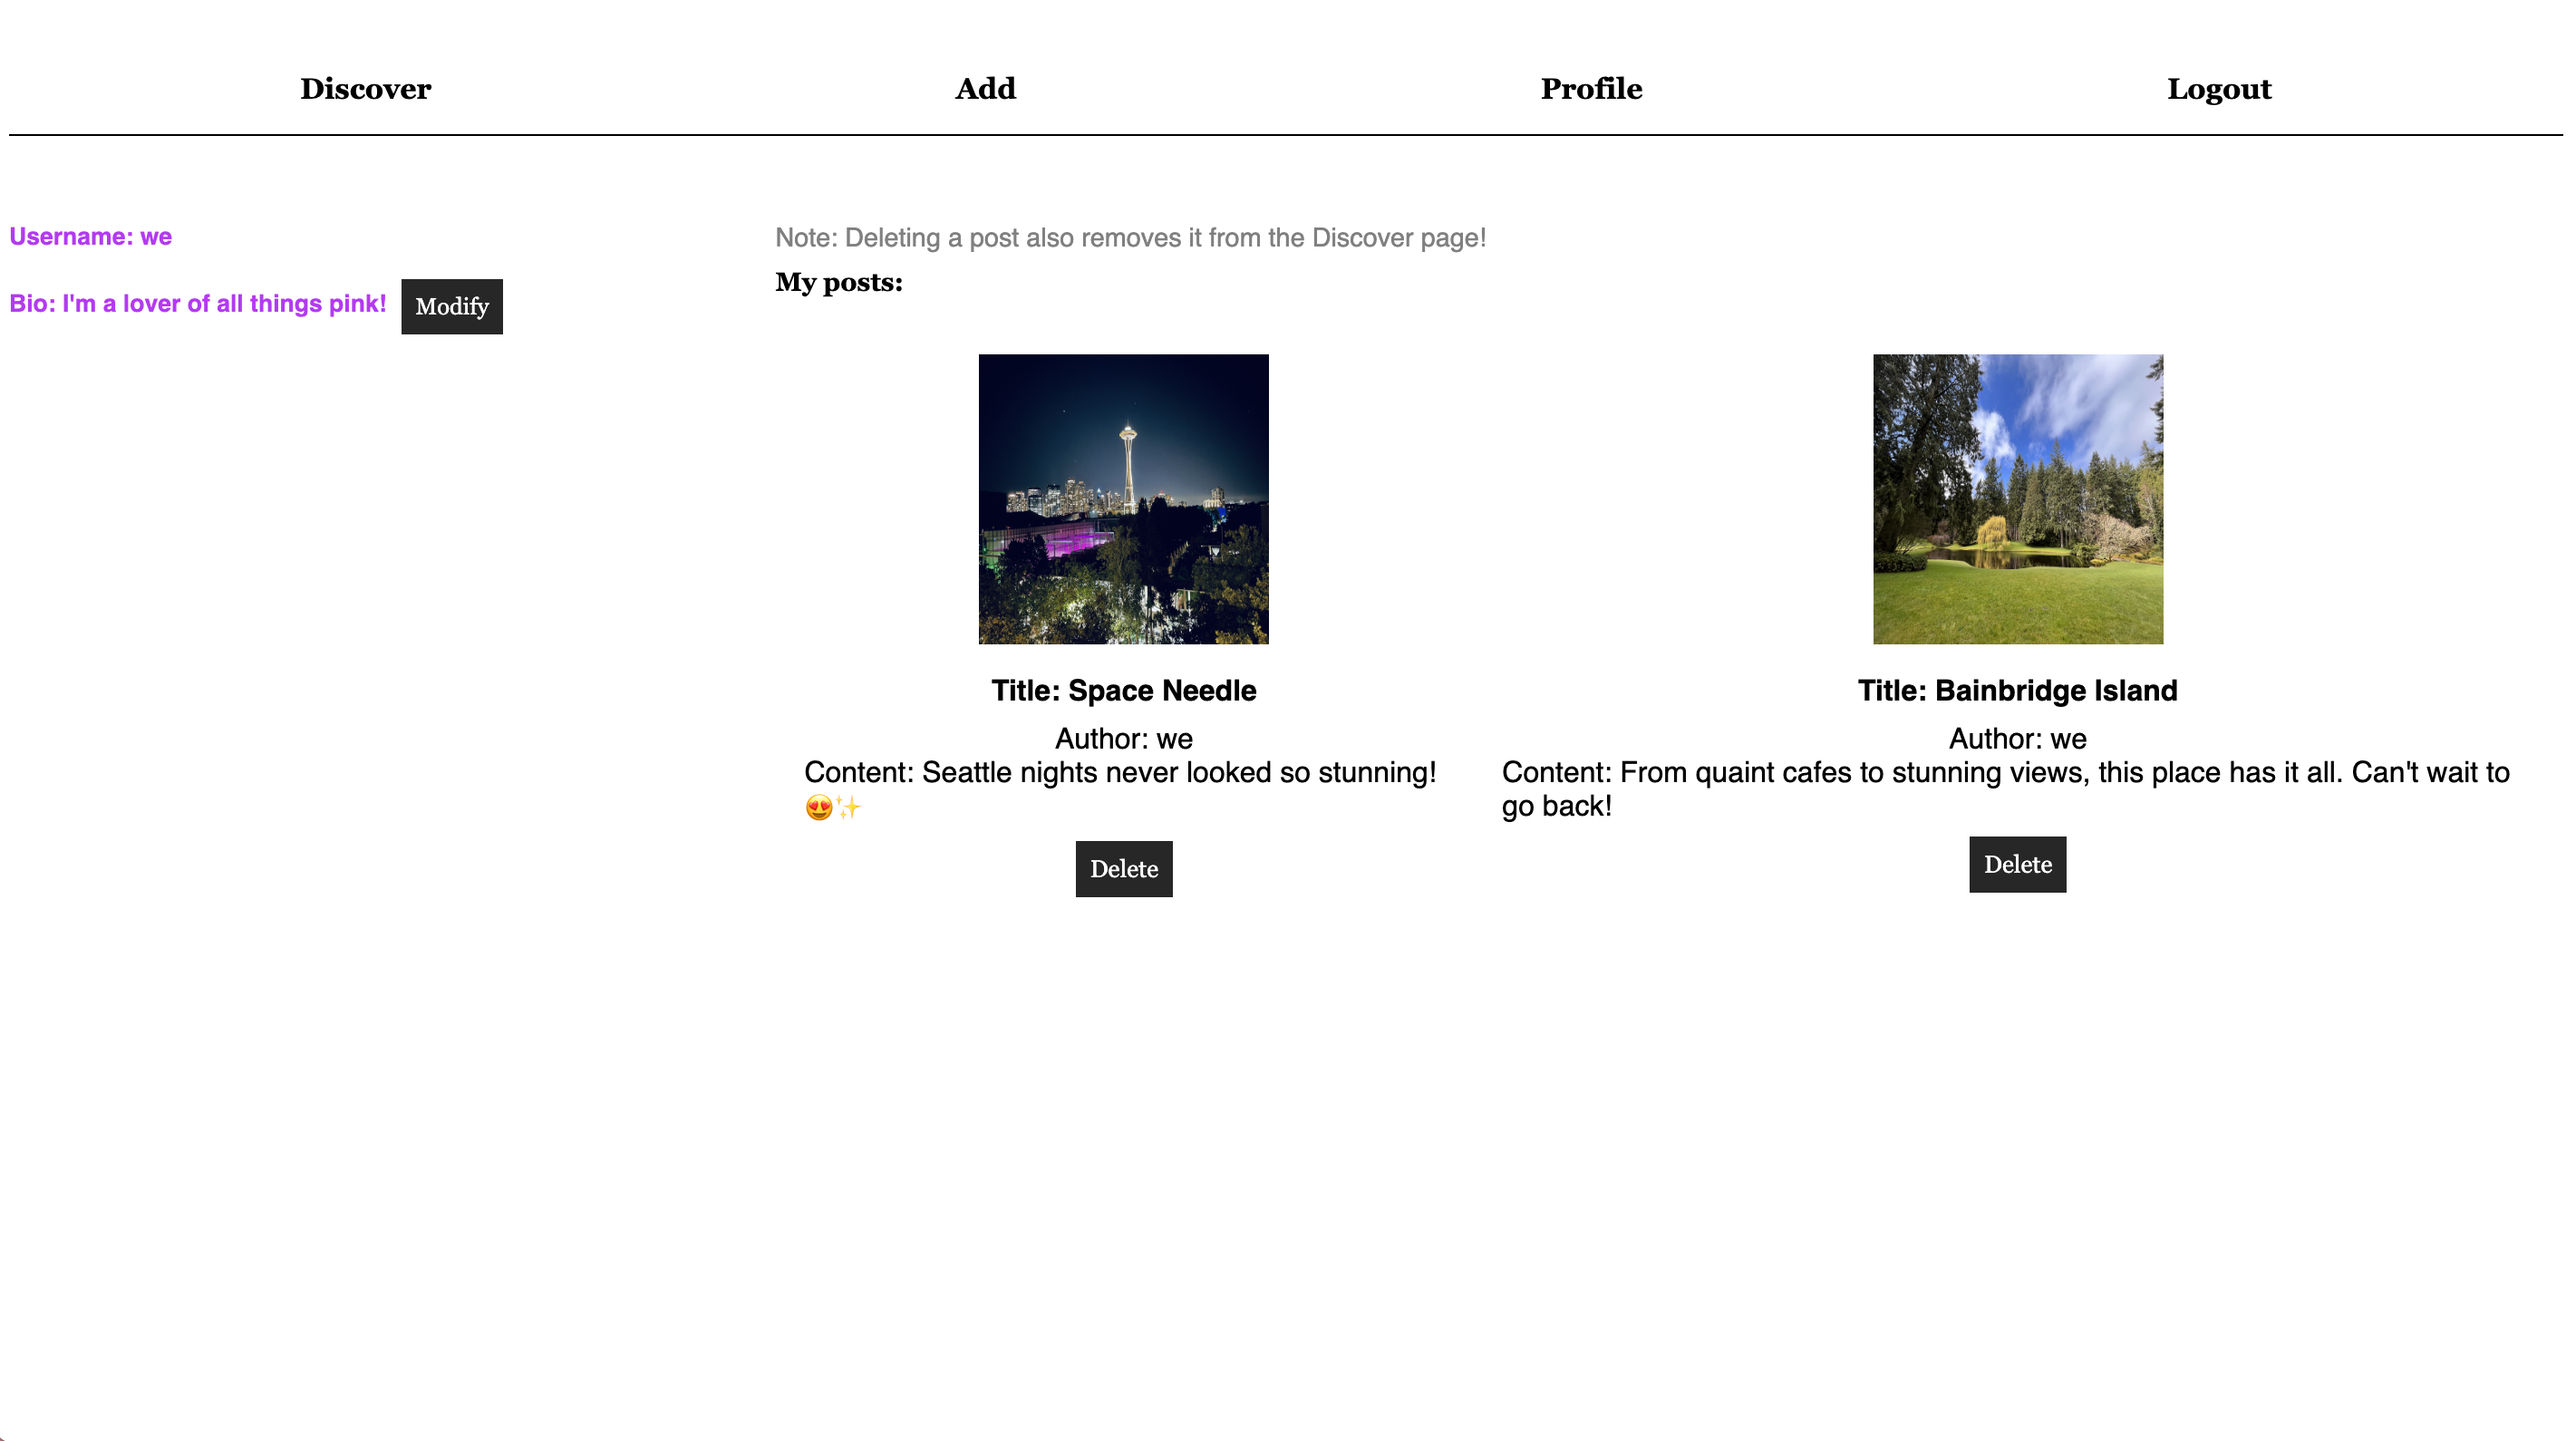 Discover Add Profile Logout
Username: we
Bio: I'm a lover of all things pink! Modify
Note: Deleting a post also removes it from the Discover page!
My posts:
Title: Space Needle
Author: we
Content: Seattle nights never looked so stunning!
😍✨
Delete
Title: Bainbridge Island
Author: we
Content: From quaint cafes to stunning views, this place has it all. Can't wait to
go back!
Delete